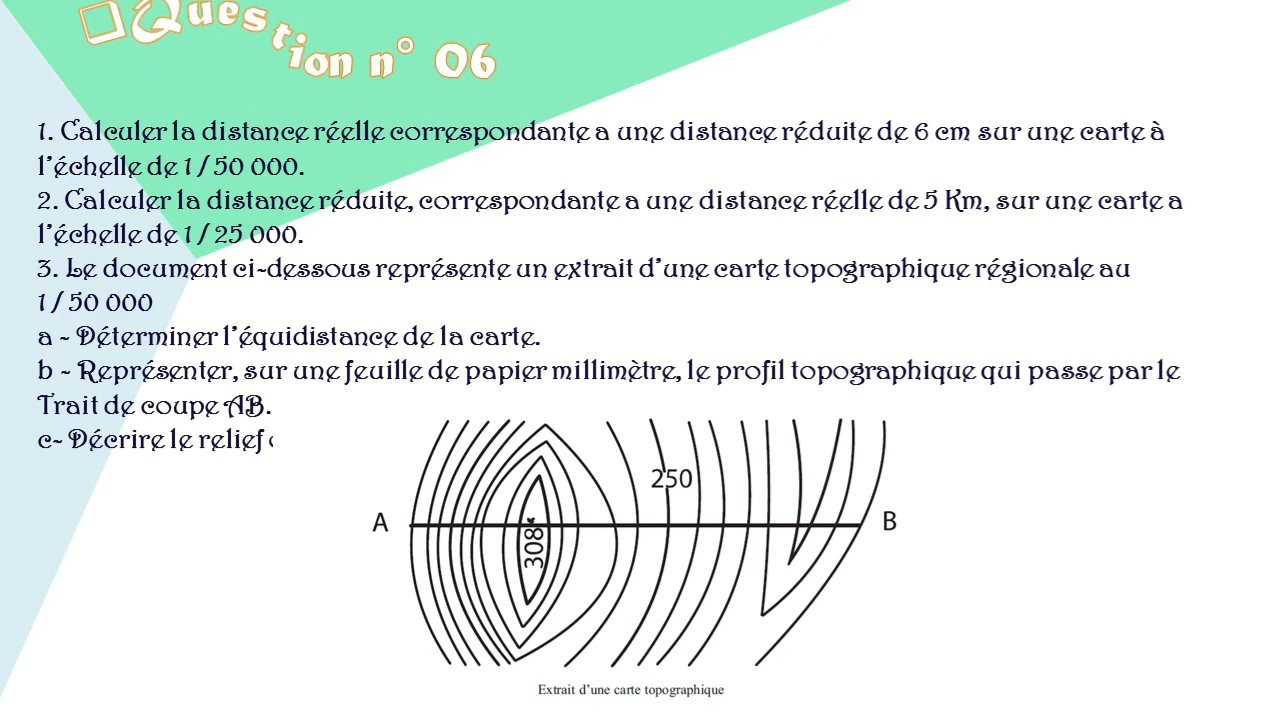 ❑Question n° 06
1. Calculer la distance réelle correspondante a une distance réduite de 6 cm sur une carte à
l'échelle de 1 / 50 000.
2. Calculer la distance réduite, correspondante a une distance réelle de 5 Km, sur une carte a
l'échelle de 1 / 25 000.
3. Le document ci-dessous représente un extrait d'une carte topographique régionale au
1 / 50 000
a - Déterminer l'équidistance de la carte.
b - Représenter, sur une feuille de papier millimètre, le profil topographique qui passe par le
Trait de coupe AB.
c- Décrire le relief
250
A
B
308
Extrait d'une carte topographique